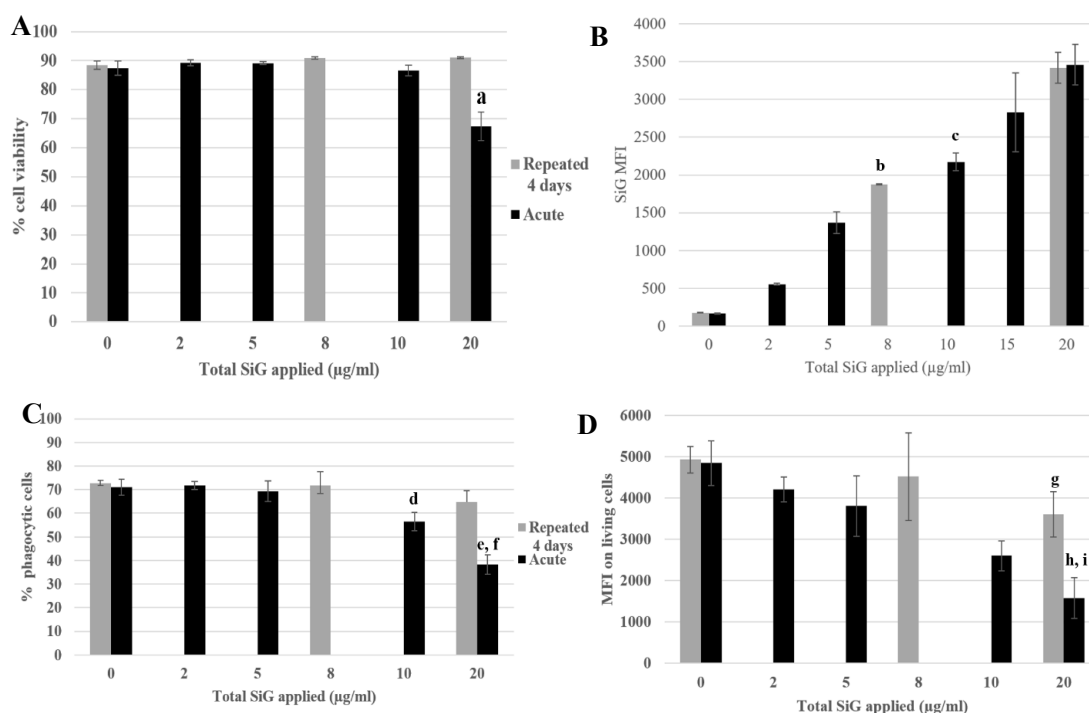 A
% cell viability
100
90
80
70
60
50
40
30
20
10
0
a
0 2 5 8 10 20
Total SiG applied (µg/ml)
Repeated
4 days
Acute
B
SiG MFI
4000
3500
3000
2500
2000
1500
1000
500
0
b
c
0 2 5 8 10 15 20
Total SiG applied (µg/ml)
C
% phagocytic cells
100
90
80
70
60
50
40
30
20
10
0
d
e, f
0 2 5 8 10 20
Total SiG applied (µg/ml)
Repeated
4 days
Acute
D
MFI on living cells
6000
5000
4000
3000
2000
1000
0
g
h, i
0 2 5 8 10 20
Total SiG applied (µg/ml)